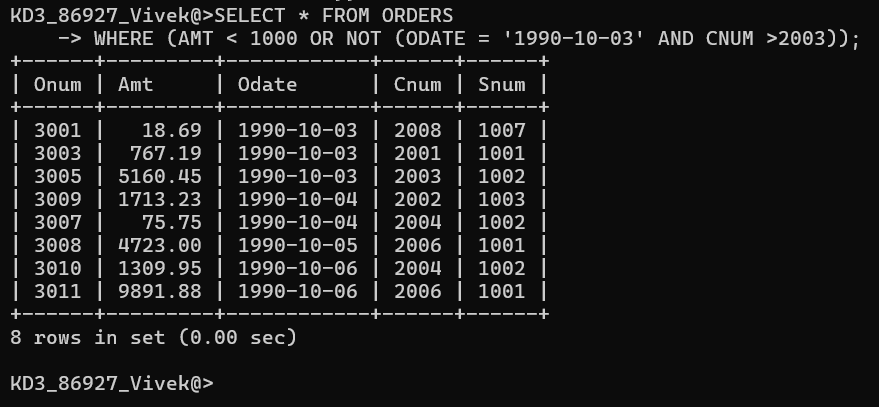 KD3_86927_Vivek@>SELECT * FROM ORDERS
    -> WHERE (AMT < 1000 OR NOT (ODATE = '1990-10-03' AND CNUM >2003));
+------+---------+------------+------+------+
| Onum | Amt     | Odate      | Cnum | Snum |
+------+---------+------------+------+------+
| 3001 |   18.69 | 1990-10-03 | 2008 | 1007 |
| 3003 |  767.19 | 1990-10-03 | 2001 | 1001 |
| 3005 | 5160.45 | 1990-10-03 | 2003 | 1002 |
| 3009 | 1713.23 | 1990-10-04 | 2002 | 1003 |
| 3007 |   75.75 | 1990-10-04 | 2004 | 1002 |
| 3008 | 4723.00 | 1990-10-05 | 2006 | 1001 |
| 3010 | 1309.95 | 1990-10-06 | 2004 | 1002 |
| 3011 | 9891.88 | 1990-10-06 | 2006 | 1001 |
+------+---------+------------+------+------+
8 rows in set (0.00 sec)
KD3_86927_Vivek@>